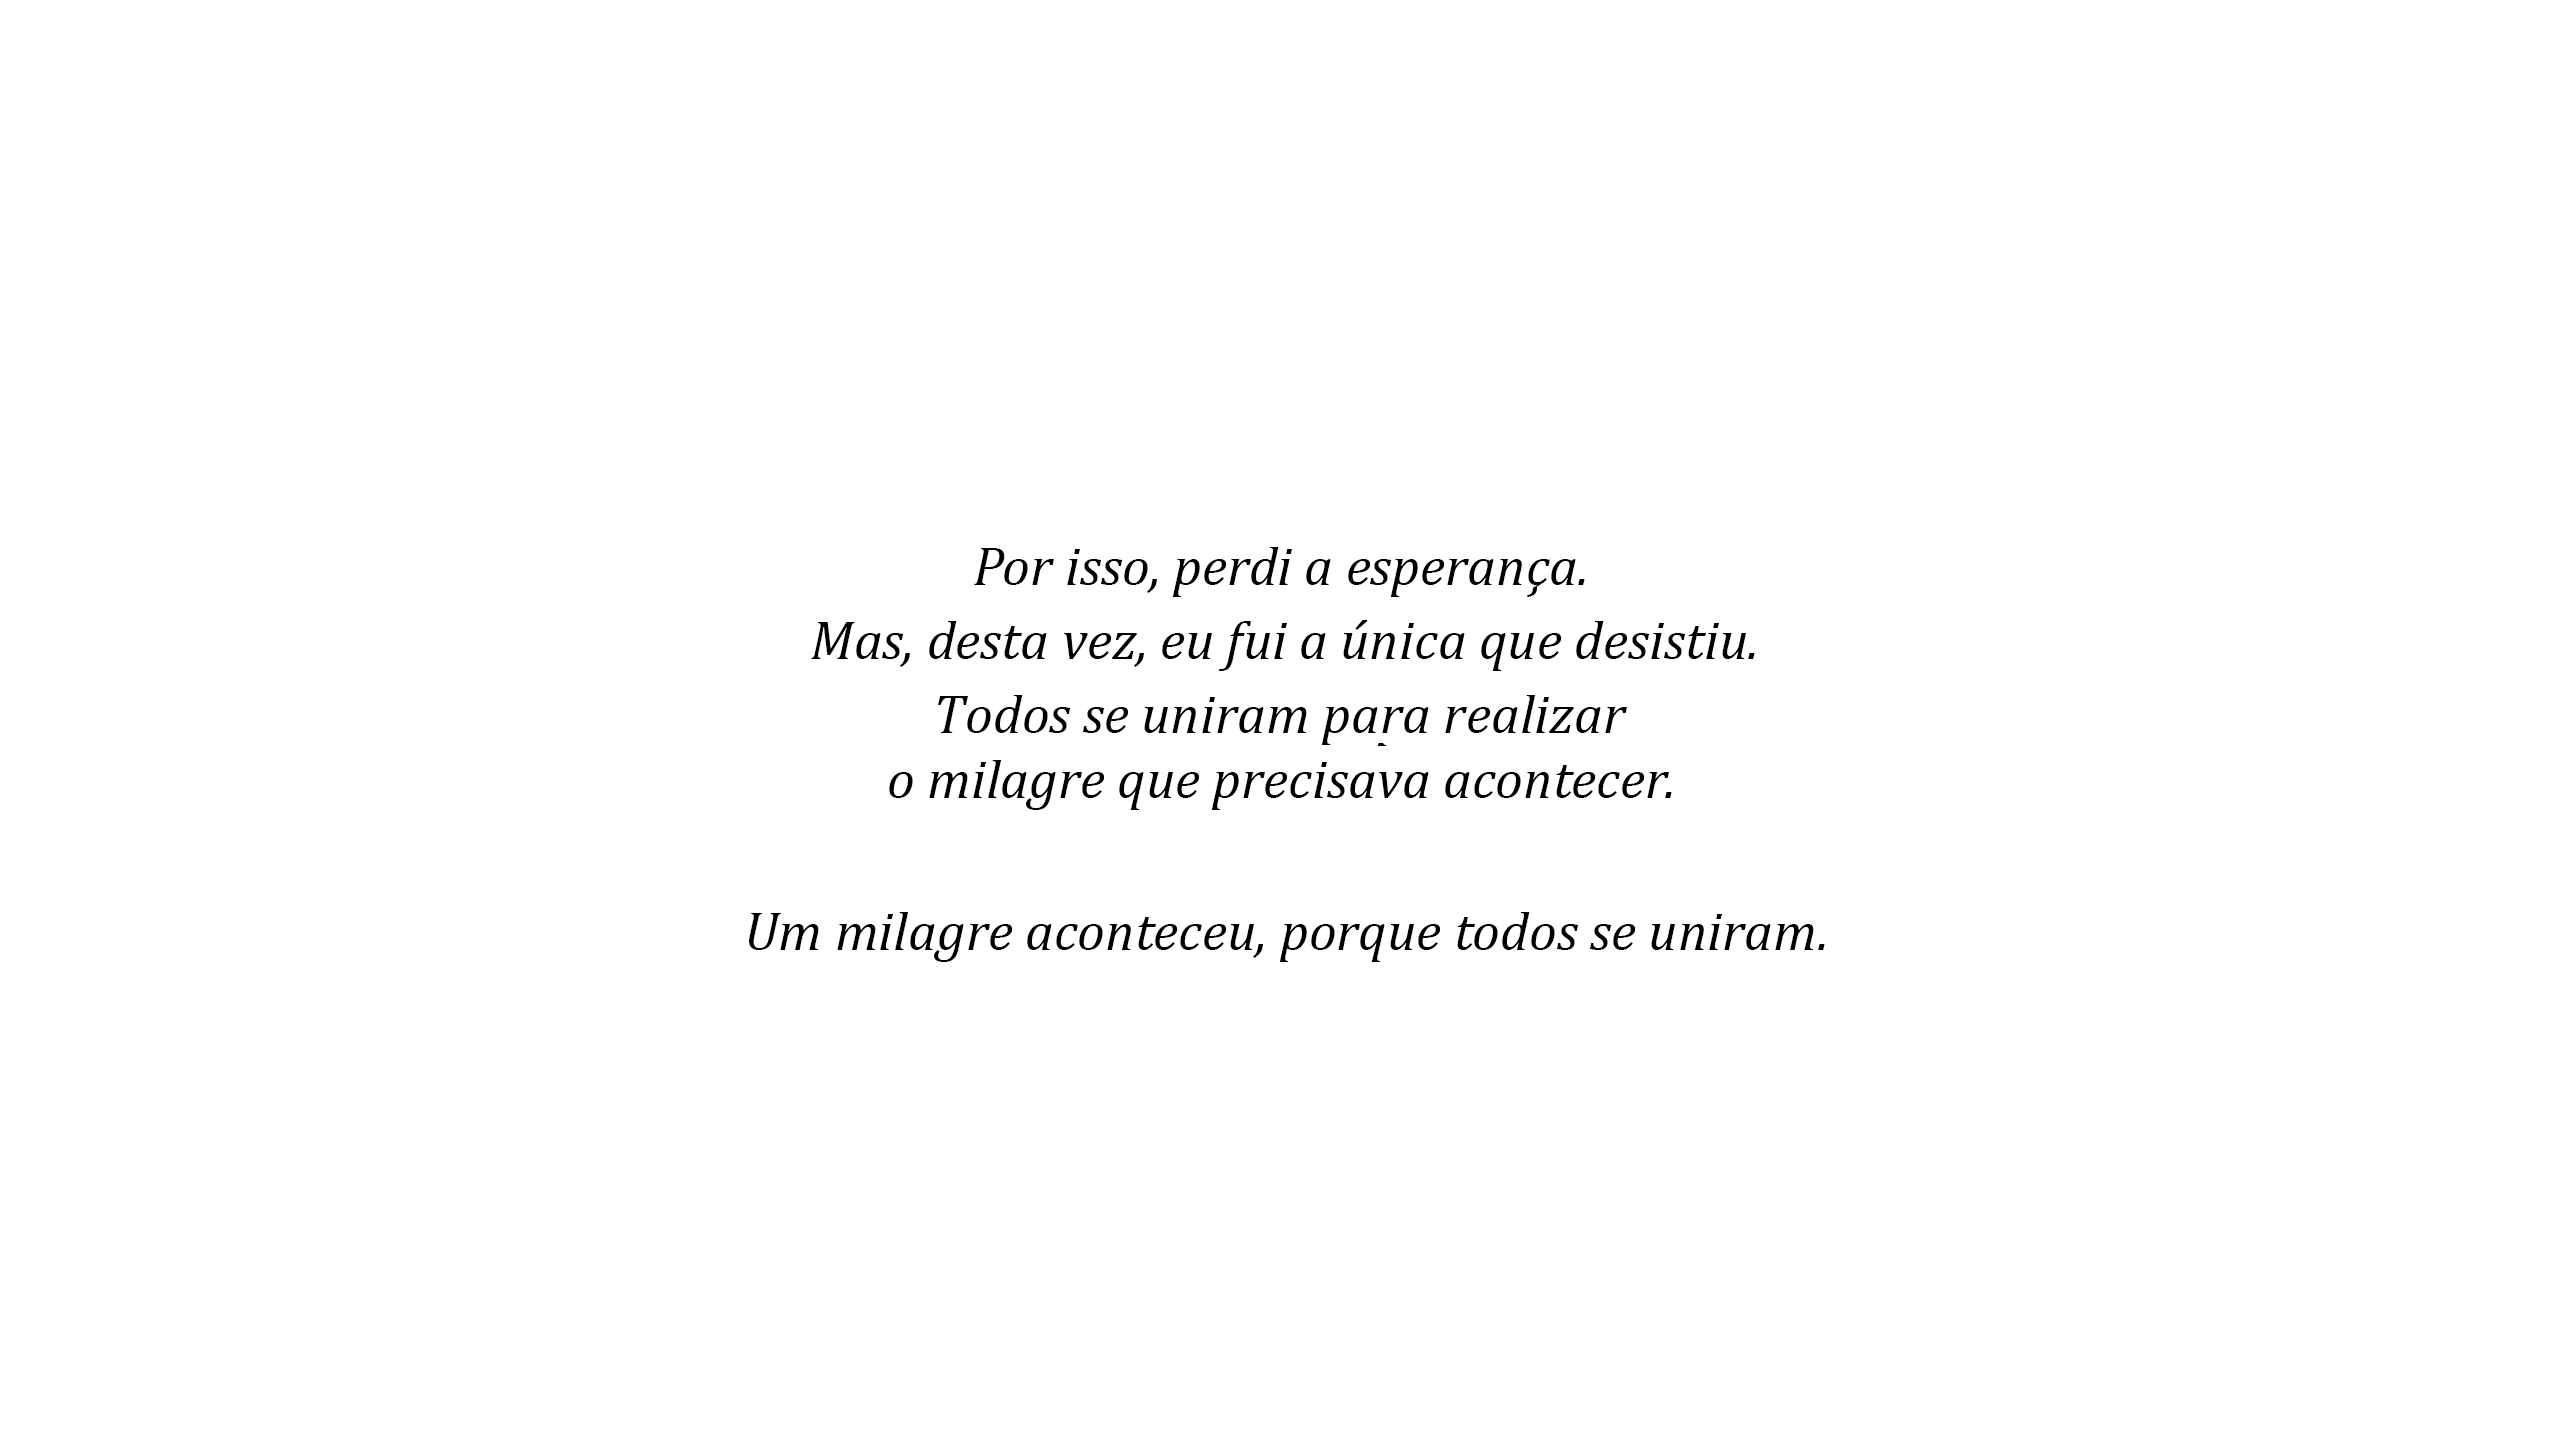 Por isso, perdi a esperança.
Mas, desta vez, eu fui a única que desistiu.
Todos se uniram para realizar
o milagre que precisava acontecer.
Um milagre aconteceu, porque todos se uniram.